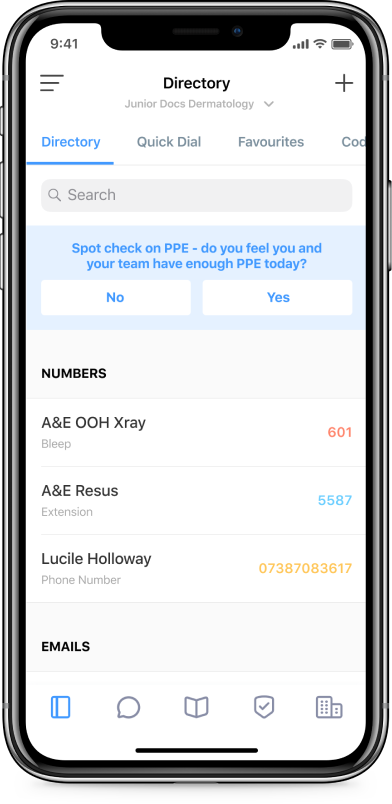 9:41
Directory
Junior Docs Dermatology
Directory Quick Dial Favourites Cod
Search
Spot check on PPE - do you feel you and
your team have enough PPE today?
No Yes
NUMBERS
A&E OOH Xray
601
Bleep
A&E Resus
5587
Extension
Lucile Holloway
07387083617
Phone Number
EMAILS